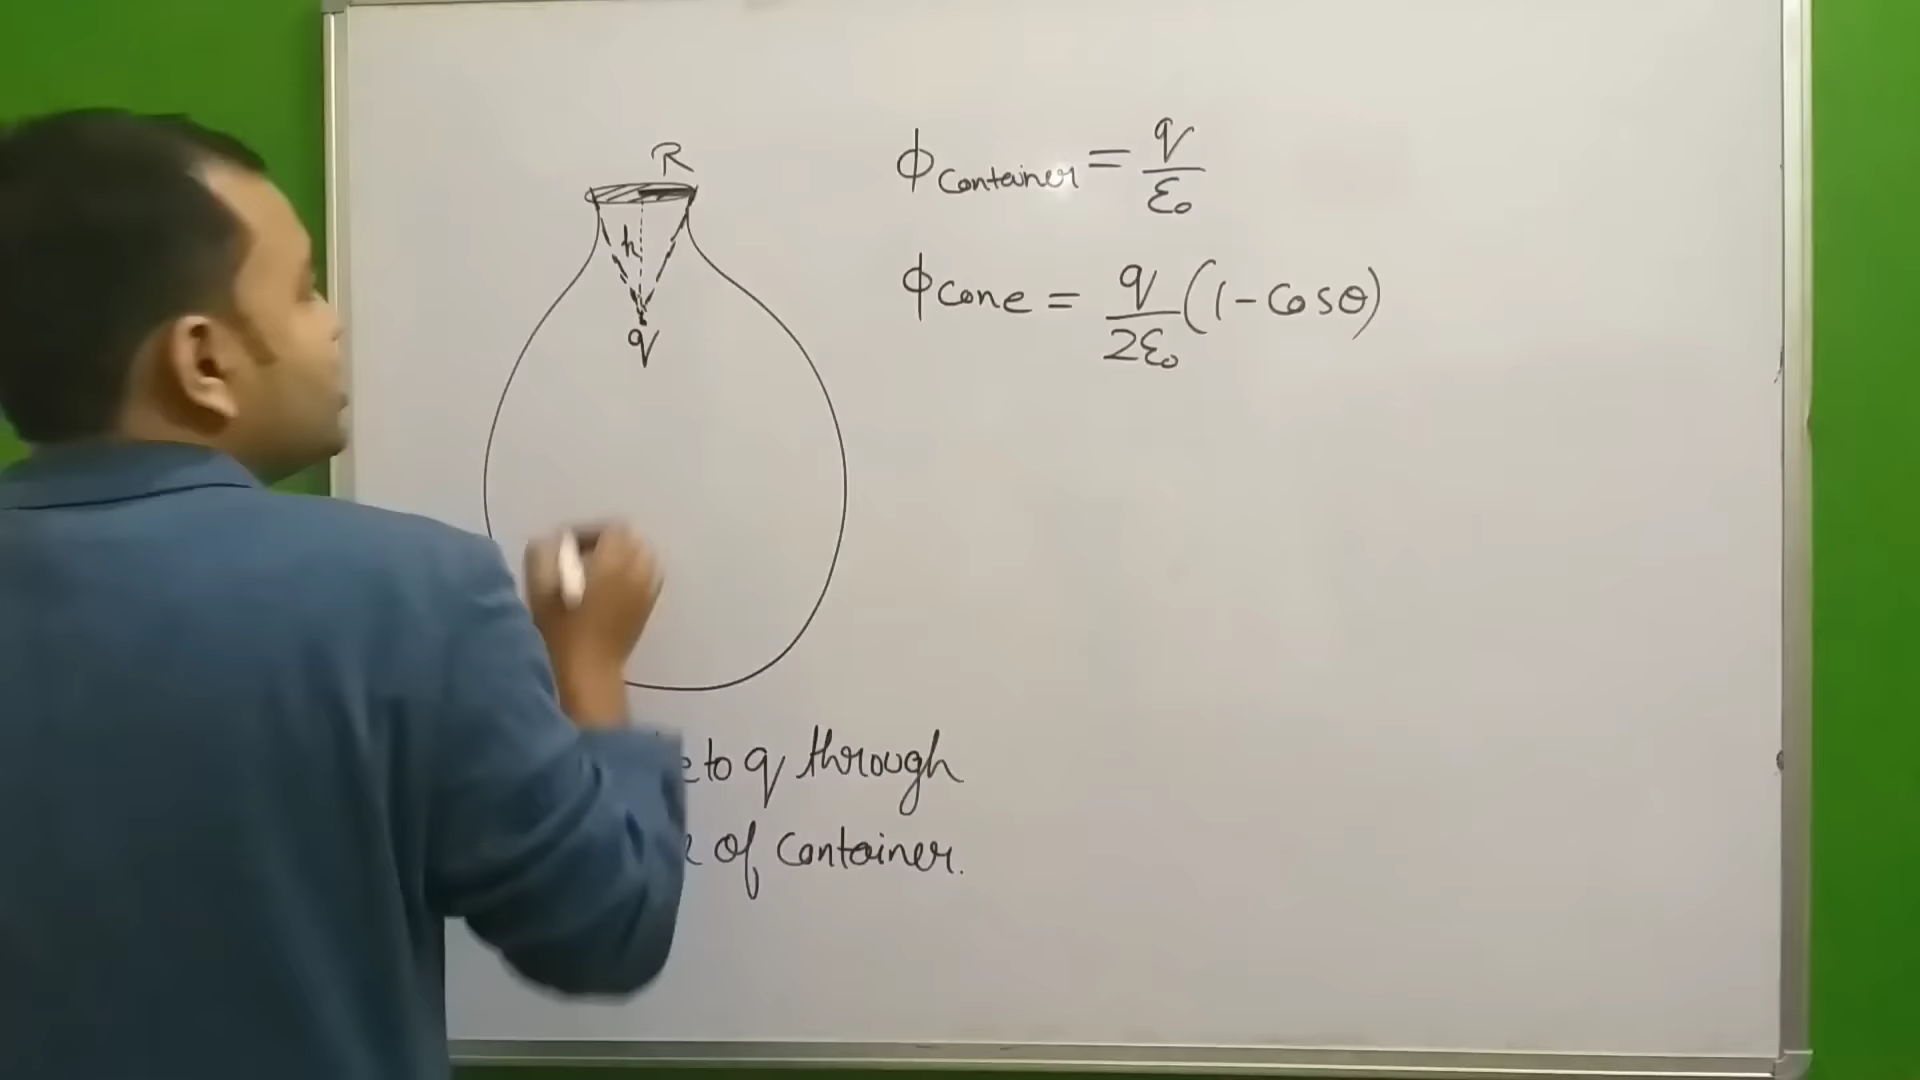 R
h
q
ϕcontainer = q/ε₀
ϕcone = q/2ε₀ (1 - cosθ)
to q through
of container.